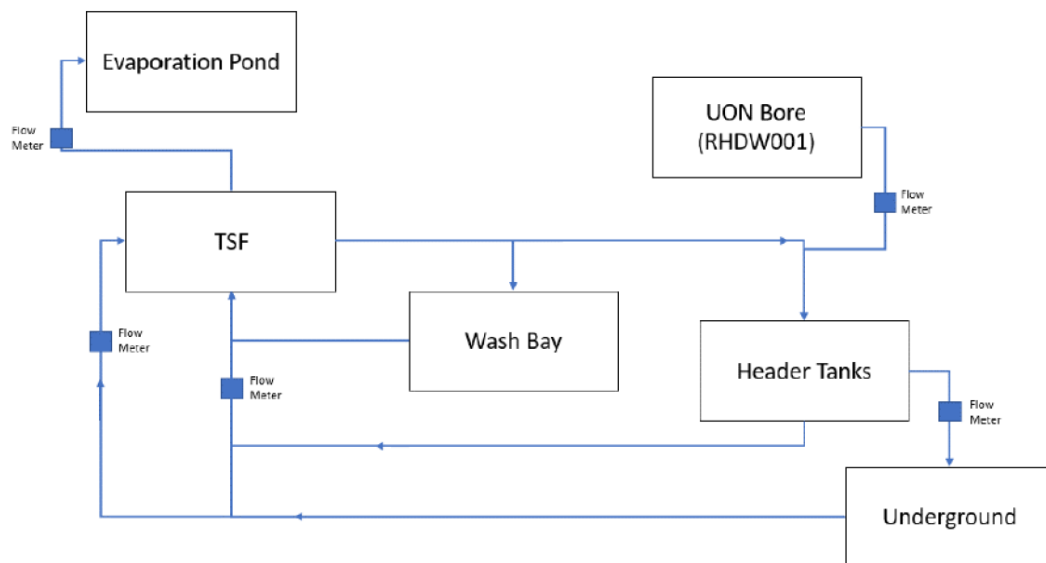 Evaporation Pond
Flow
Meter
UON Bore
(RHDW001)
Flow
Meter
TSF
Flow
Meter
Wash Bay
Flow
Meter
Header Tanks
Flow
Meter
Underground